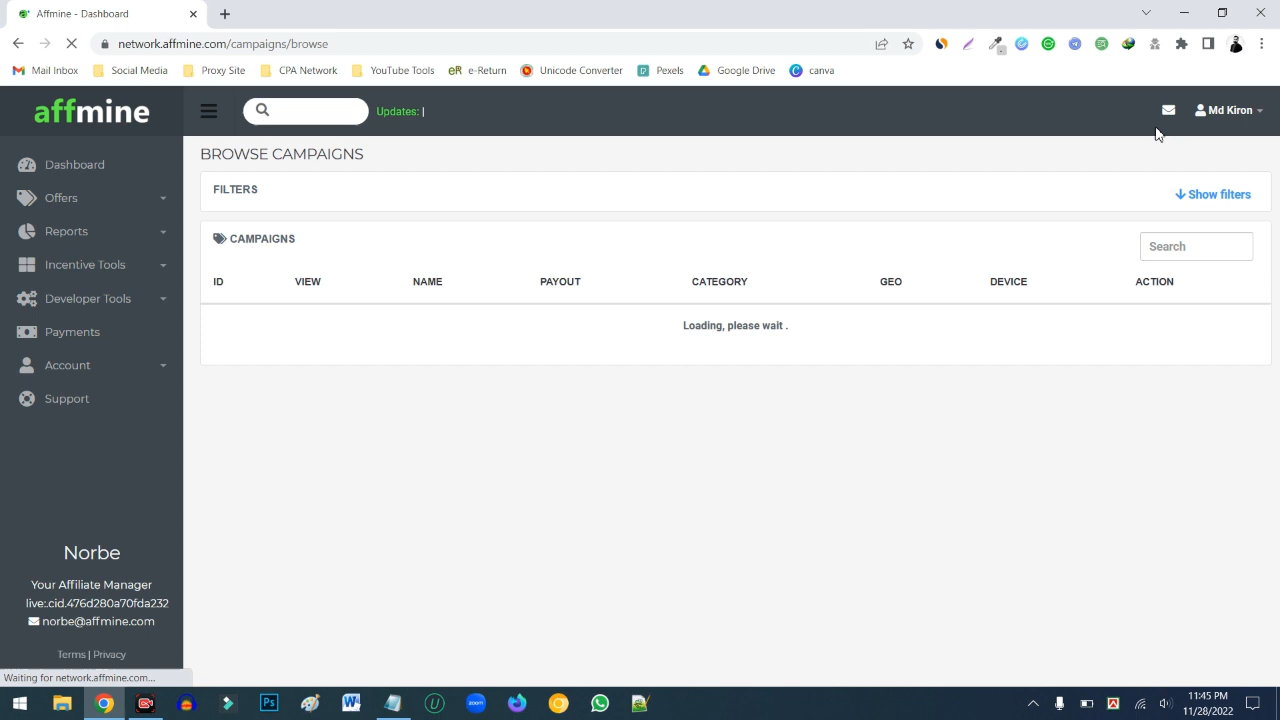 Affmine - Dashboard
network.affmine.com/campaigns/browse
Mail Inbox Social Media Proxy Site CPA Network YouTube Tools eR e-Return Unicode Converter Pexels Google Drive canva
affmine Updates: | Md Kiron
BROWSE CAMPAIGNS
Dashboard
FILTERS Show filters
Offers
Reports
CAMPAIGNS Search
Incentive Tools
ID VIEW NAME PAYOUT CATEGORY GEO DEVICE ACTION
Developer Tools
Loading, please wait .
Payments
Account
Support
Norbe
Your Affiliate Manager
live:.cid.476d280a70fda232
norbe@affmine.com
Terms | Privacy
Waiting for network.affmine.com...
Ps W zoom
11:45 PM
11/28/2022